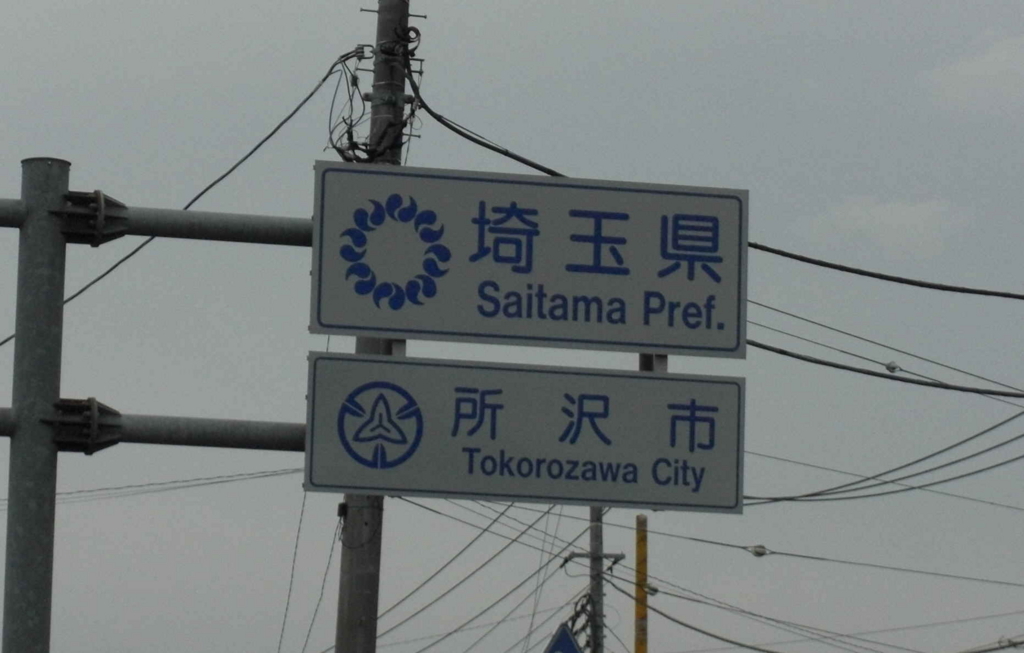 埼玉県
Saitama Pref.
所沢市
Tokorozawa City